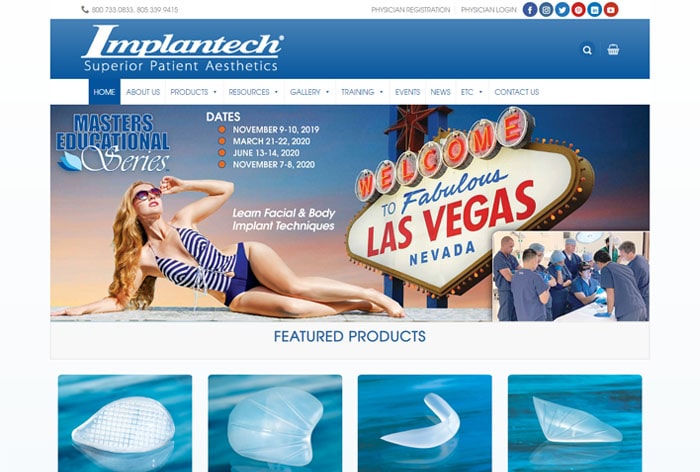 800.733.0833, 805.339.9415
PHYSICIAN REGISTRATION
PHYSICIAN LOGIN
Implantech®
Superior Patient Aesthetics
HOME
ABOUT US
PRODUCTS
RESOURCES
GALLERY
TRAINING
EVENTS
NEWS
ETC
CONTACT US
MASTERS
EDUCATIONAL
Series
DATES
NOVEMBER 9-10, 2019
MARCH 21-22, 2020
JUNE 13-14, 2020
NOVEMBER 7-8, 2020
Learn Facial & Body
Implant Techniques
WELCOME
TO Fabulous
LAS VEGAS
NEVADA
FEATURED PRODUCTS